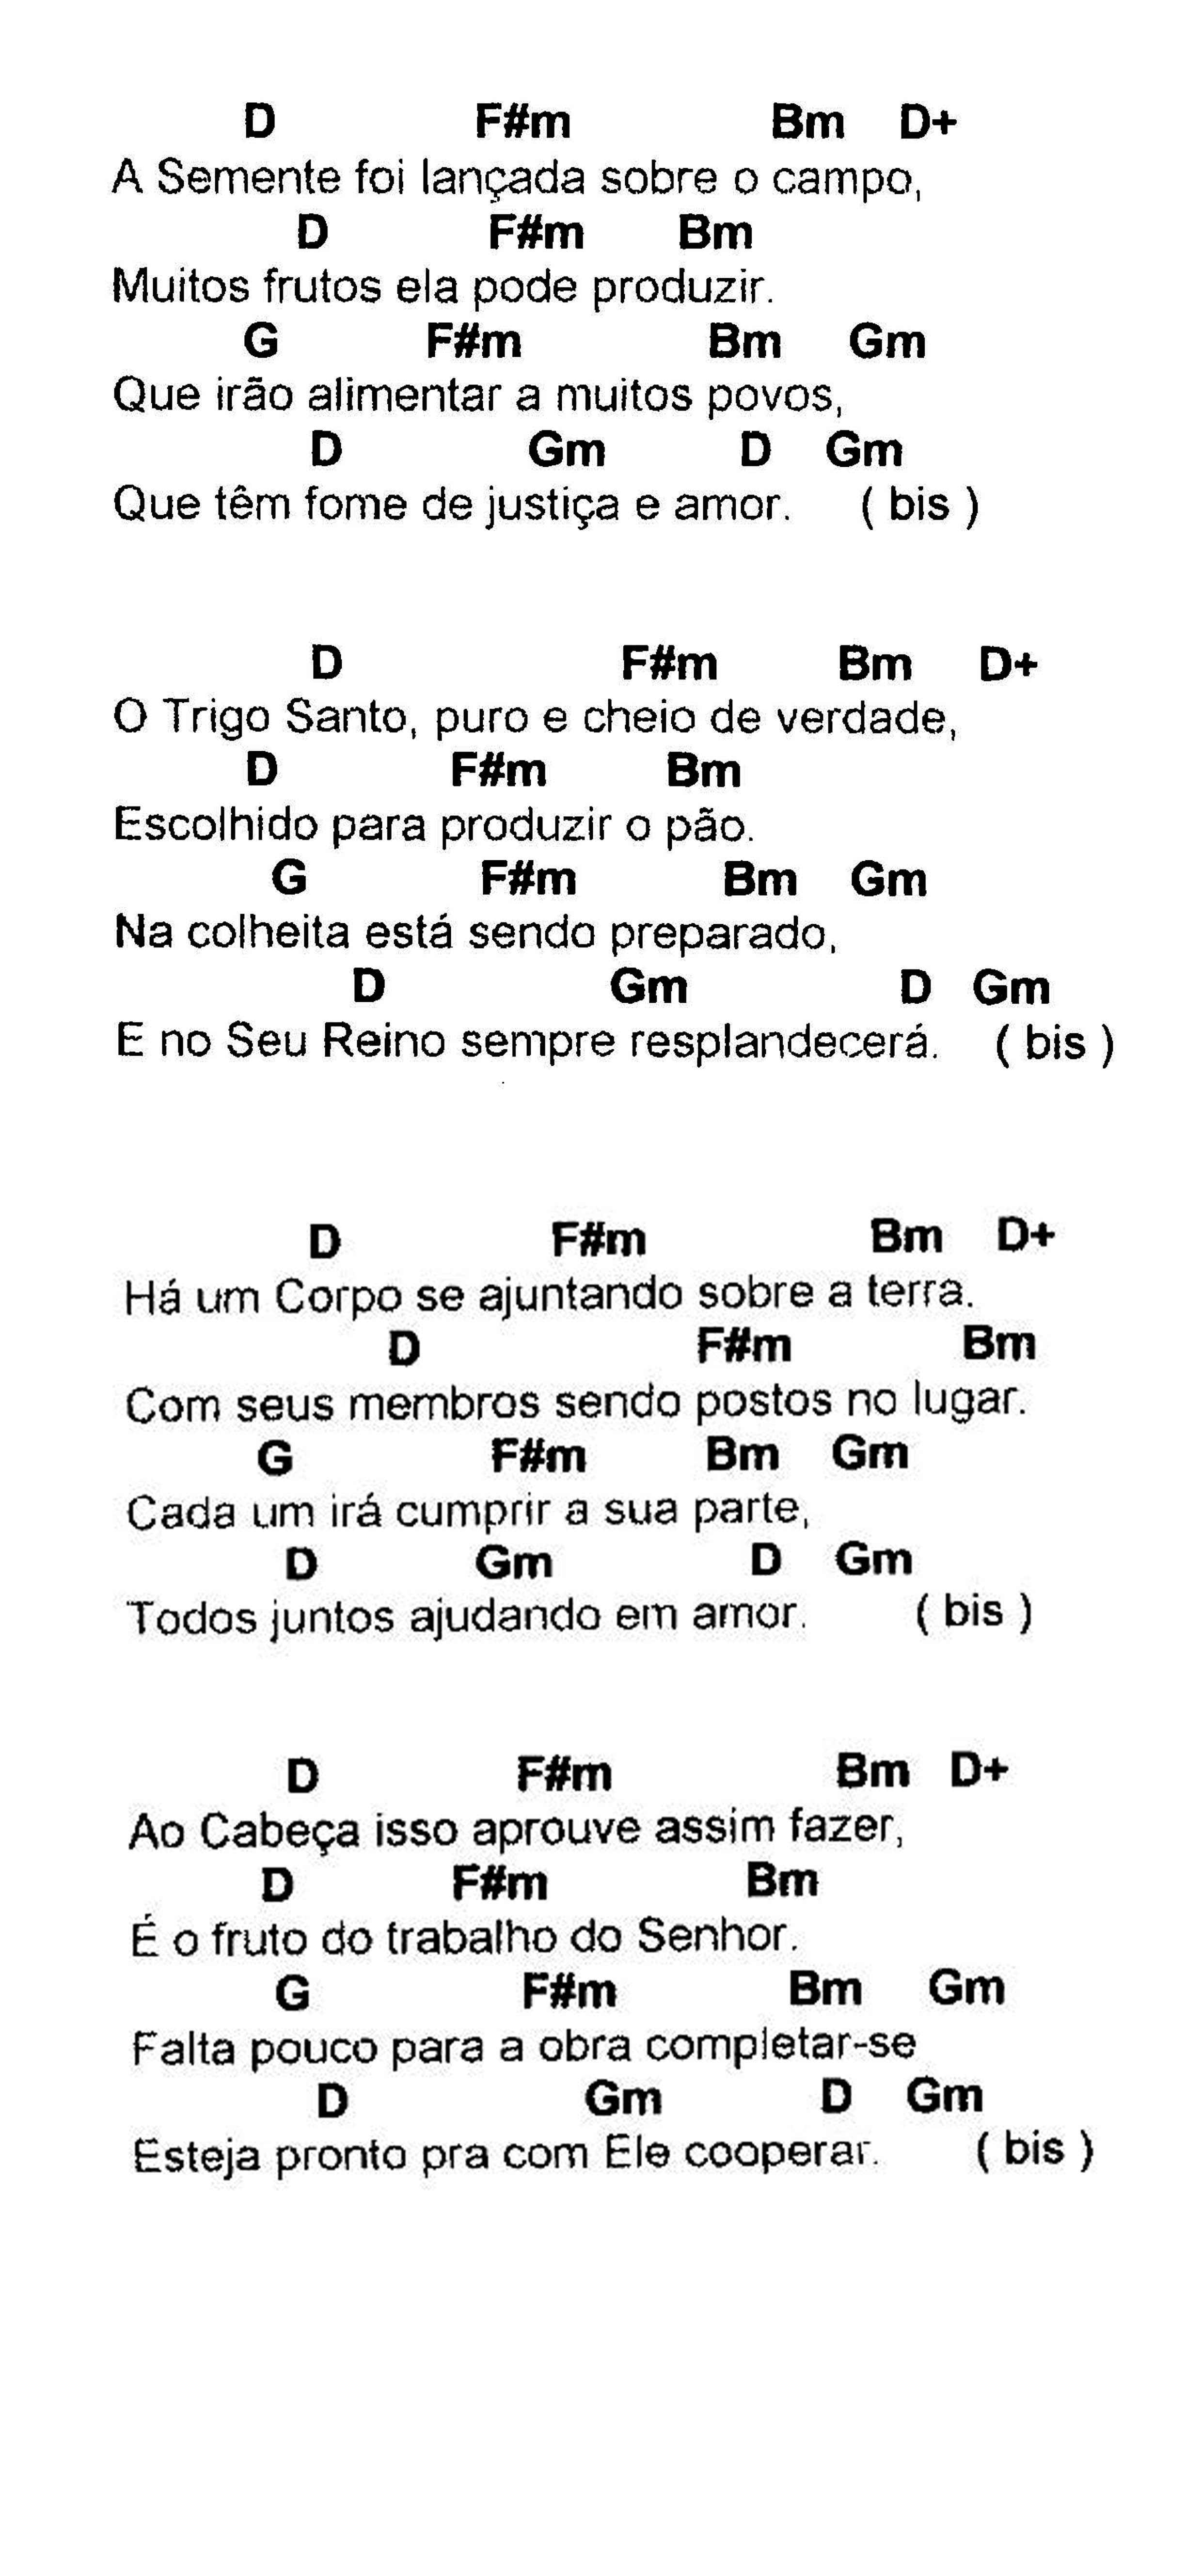 D F#m Bm D+
A Semente foi lançada sobre o campo,
D F#m Bm
Muitos frutos ela pode produzir.
G F#m Bm Gm
Que irão alimentar a muitos povos,
D Gm D Gm
Que têm fome de justiça e amor. ( bis )
D F#m Bm D+
O Trigo Santo, puro e cheio de verdade,
D F#m Bm
Escolhido para produzir o pão.
G F#m Bm Gm
Na colheita está sendo preparado,
D Gm D Gm
E no Seu Reino sempre resplandecerá. ( bis )
D F#m Bm D+
Há um Corpo se ajuntando sobre a terra.
D F#m Bm
Com seus membros sendo postos no lugar.
G F#m Bm Gm
Cada um irá cumprir a sua parte,
D Gm D Gm
Todos juntos ajudando em amor. ( bis )
D F#m Bm D+
Ao Cabeça isso aprouve assim fazer,
D F#m Bm
É o fruto do trabalho do Senhor.
G F#m Bm Gm
Falta pouco para a obra completar-se
D Gm D Gm
Esteja pronto pra com Ele cooperar. ( bis )